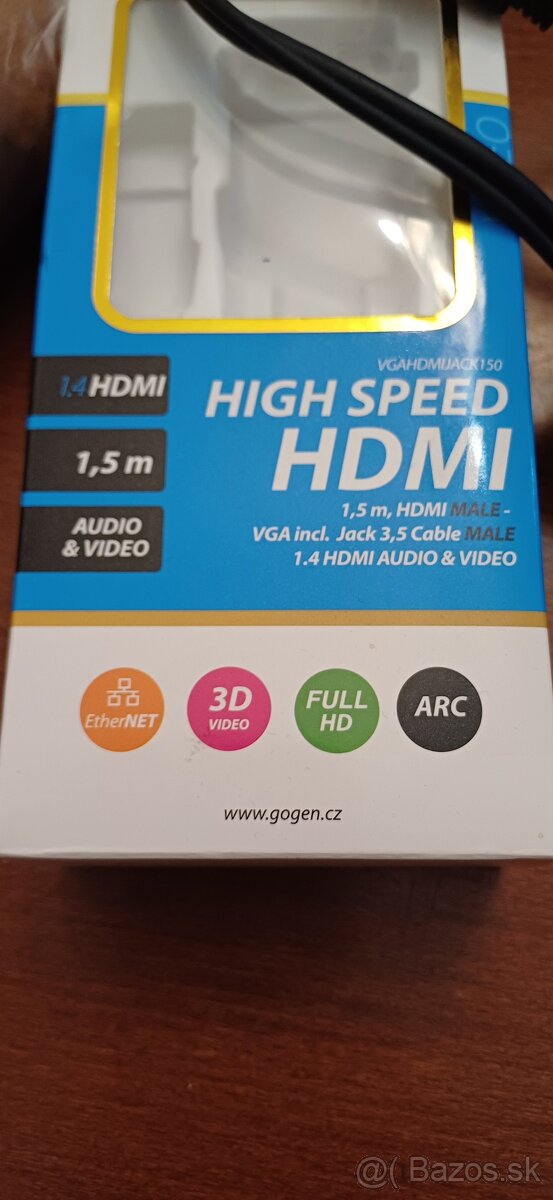 VGAHDMIJACK150
1.4 HDMI
HIGH SPEED
HDMI
1,5 m
AUDIO
& VIDEO
1,5 m, HDMI MALE -
VGA incl. Jack 3,5 Cable MALE
1.4 HDMI AUDIO & VIDEO
EtherNET
3D
VIDEO
FULL
HD
ARC
www.gogen.cz
@( Bazos.sk